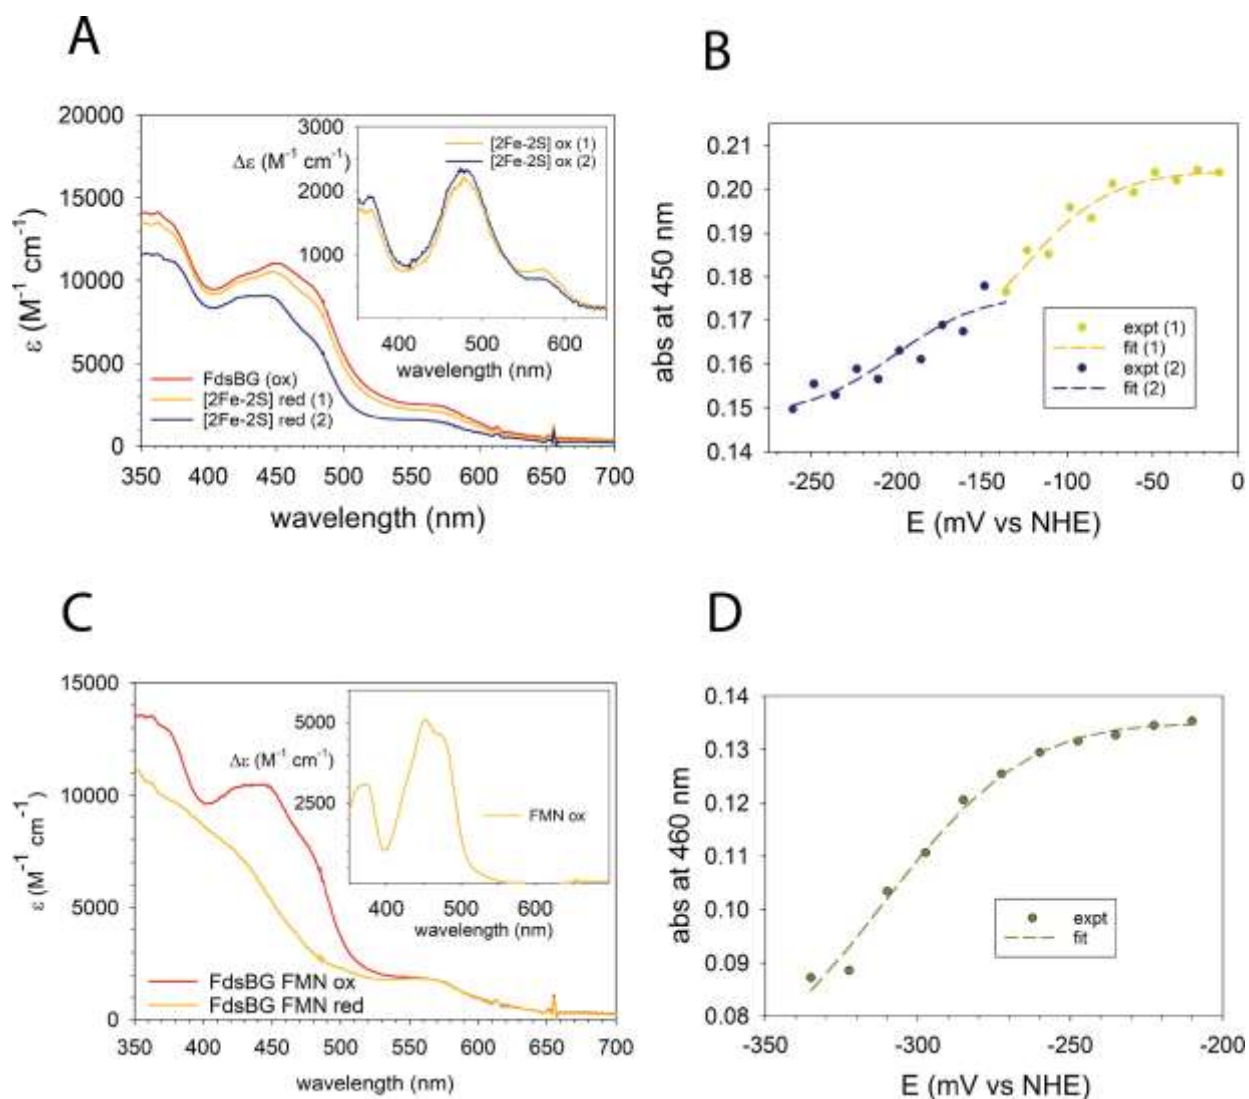 A
20000
15000
10000
5000
0
350 400 450 500 550 600 650 700
ε (M⁻¹ cm⁻¹)
wavelength (nm)
FdsBG (ox)
[2Fe-2S] red (1)
[2Fe-2S] red (2)
3000
2000
1000
Δε (M⁻¹ cm⁻¹)
[2Fe-2S] ox (1)
[2Fe-2S] ox (2)
400 500 600
wavelength (nm)
B
0.21
0.20
0.19
0.18
0.17
0.16
0.15
0.14
abs at 450 nm
expt (1)
fit (1)
expt (2)
fit (2)
-250 -200 -150 -100 -50 0
E (mV vs NHE)
C
15000
10000
5000
0
350 400 450 500 550 600 650 700
ε (M⁻¹ cm⁻¹)
wavelength (nm)
FdsBG FMN ox
FdsBG FMN red
5000
2500
Δε (M⁻¹ cm⁻¹)
FMN ox
400 500 600
wavelength (nm)
D
0.14
0.13
0.12
0.11
0.10
0.09
0.08
abs at 460 nm
expt
fit
-350 -300 -250 -200
E (mV vs NHE)